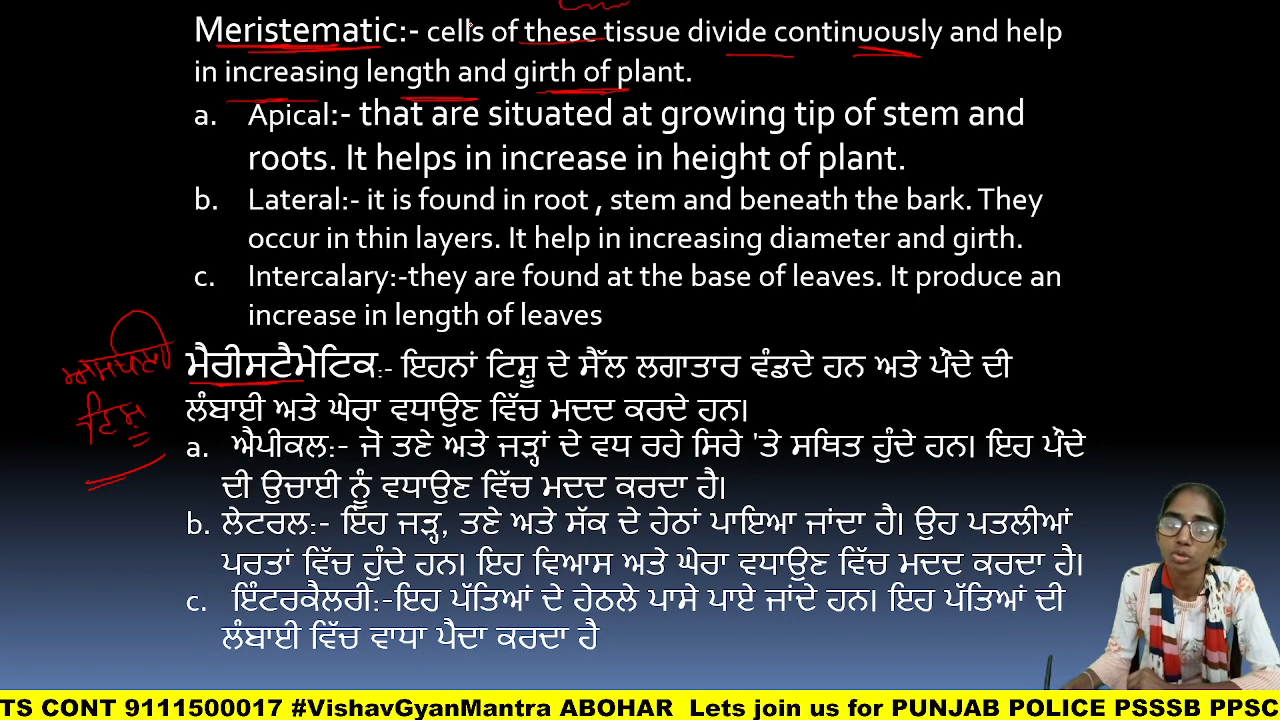 Meristematic:- cells of these tissue divide continuously and help
in increasing length and girth of plant.
a. Apical:- that are situated at growing tip of stem and
roots. It helps in increase in height of plant.
b. Lateral:- it is found in root , stem and beneath the bark. They
occur in thin layers. It help in increasing diameter and girth.
c. Intercalary:-they are found at the base of leaves. It produce an
increase in length of leaves
ਮੈਰੀਸਟੈਮੇਟਿਕ:- ਇਹਨਾਂ ਟਿਸ਼ੂ ਦੇ ਸੈੱਲ ਲਗਾਤਾਰ ਵੰਡਦੇ ਹਨ ਅਤੇ ਪੌਦੇ ਦੀ
ਲੰਬਾਈ ਅਤੇ ਘੇਰਾ ਵਧਾਉਣ ਵਿੱਚ ਮਦਦ ਕਰਦੇ ਹਨ।
a. ਐਪੀਕਲ:- ਜੋ ਤਣੇ ਅਤੇ ਜੜ੍ਹਾਂ ਦੇ ਵਧ ਰਹੇ ਸਿਰੇ 'ਤੇ ਸਥਿਤ ਹੁੰਦੇ ਹਨ। ਇਹ ਪੌਦੇ
ਦੀ ਉਚਾਈ ਨੂੰ ਵਧਾਉਣ ਵਿੱਚ ਮਦਦ ਕਰਦਾ ਹੈ।
b. ਲੇਟਰਲ:- ਇਹ ਜੜ੍ਹ, ਤਣੇ ਅਤੇ ਸੱਕ ਦੇ ਹੇਠਾਂ ਪਾਇਆ ਜਾਂਦਾ ਹੈ। ਉਹ ਪਤਲੀਆਂ
ਪਰਤਾਂ ਵਿੱਚ ਹੁੰਦੇ ਹਨ। ਇਹ ਵਿਆਸ ਅਤੇ ਘੇਰਾ ਵਧਾਉਣ ਵਿੱਚ ਮਦਦ ਕਰਦਾ ਹੈ।
c. ਇੰਟਰਕੈਲਰੀ:-ਇਹ ਪੱਤਿਆਂ ਦੇ ਹੇਠਲੇ ਪਾਸੇ ਪਾਏ ਜਾਂਦੇ ਹਨ। ਇਹ ਪੱਤਿਆਂ ਦੀ
ਲੰਬਾਈ ਵਿੱਚ ਵਾਧਾ ਪੈਦਾ ਕਰਦਾ ਹੈ
ਟਿਸ਼ੂ
TS CONT 9111500017 #VishavGyanMantra ABOHAR Lets join us for PUNJAB POLICE PSSSB PPSC